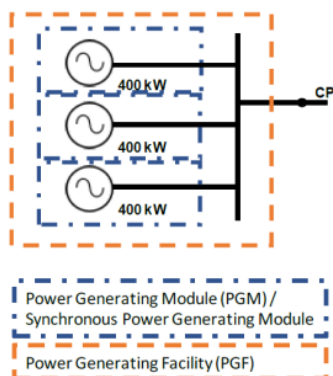 400 kW
CP
400 kW
400 kW
Power Generating Module (PGM) /
Synchronous Power Generating Module
Power Generating Facility (PGF)